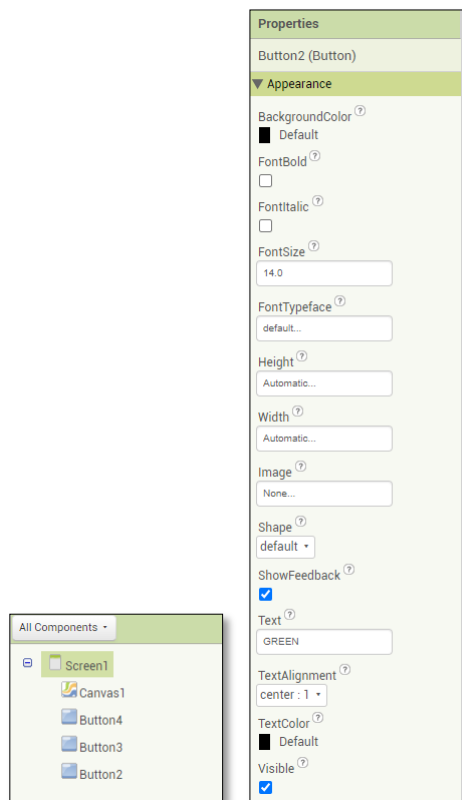 All Components
Screen1
Canvas1
Button4
Button3
Button2
Properties
Button2 (Button)
Appearance
BackgroundColor ?
Default
FontBold ?
FontItalic ?
FontSize ?
14.0
FontTypeface ?
default...
Height ?
Automatic...
Width ?
Automatic...
Image ?
None...
Shape ?
default
ShowFeedback ?
Text ?
GREEN
TextAlignment ?
center : 1
TextColor ?
Default
Visible ?